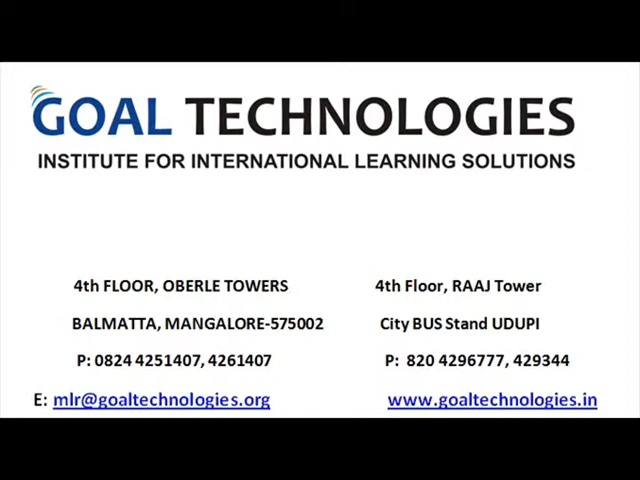 GOAL TECHNOLOGIES
INSTITUTE FOR INTERNATIONAL LEARNING SOLUTIONS
4th FLOOR, OBERLE TOWERS
BALMATTA, MANGALORE-575002
P: 0824 4251407, 4261407
E: mlr@goaltechnologies.org
4th Floor, RAAJ Tower
City BUS Stand UDUPI
P: 820 4296777, 429344
www.goaltechnologies.in